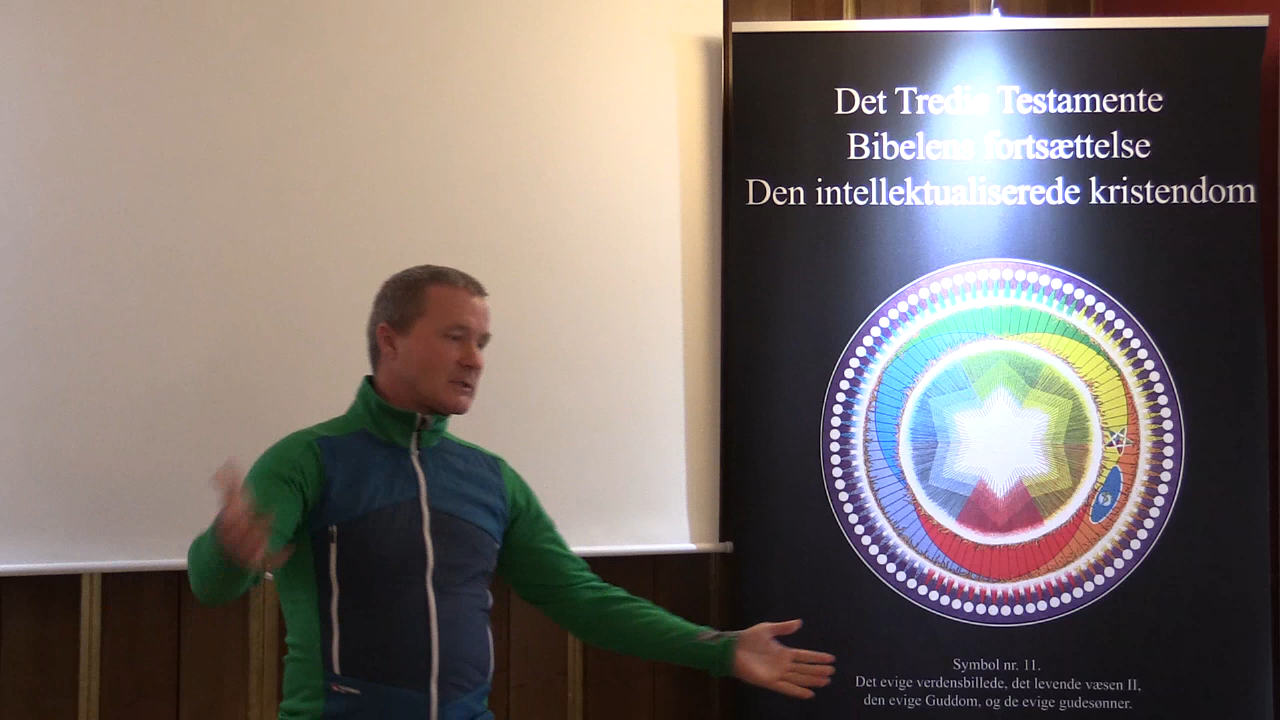 Det Tredie Testamente
Bibelens fortsættelse
Den intellektualiserede kristendom
Symbol nr. 11.
Det evige verdensbillede, det levende væsen II,
den evige Guddom, og de evige gudesønner.